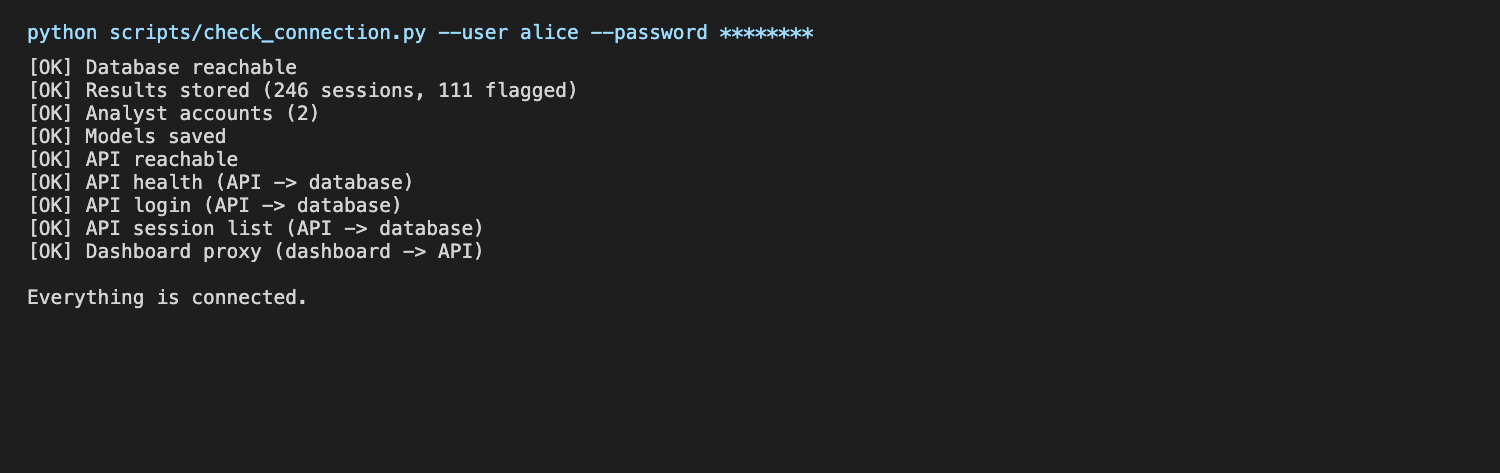 python scripts/check_connection.py --user alice --password ********
[OK] Database reachable
[OK] Results stored (246 sessions, 111 flagged)
[OK] Analyst accounts (2)
[OK] Models saved
[OK] API reachable
[OK] API health (API -> database)
[OK] API login (API -> database)
[OK] API session list (API -> database)
[OK] Dashboard proxy (dashboard -> API)
Everything is connected.